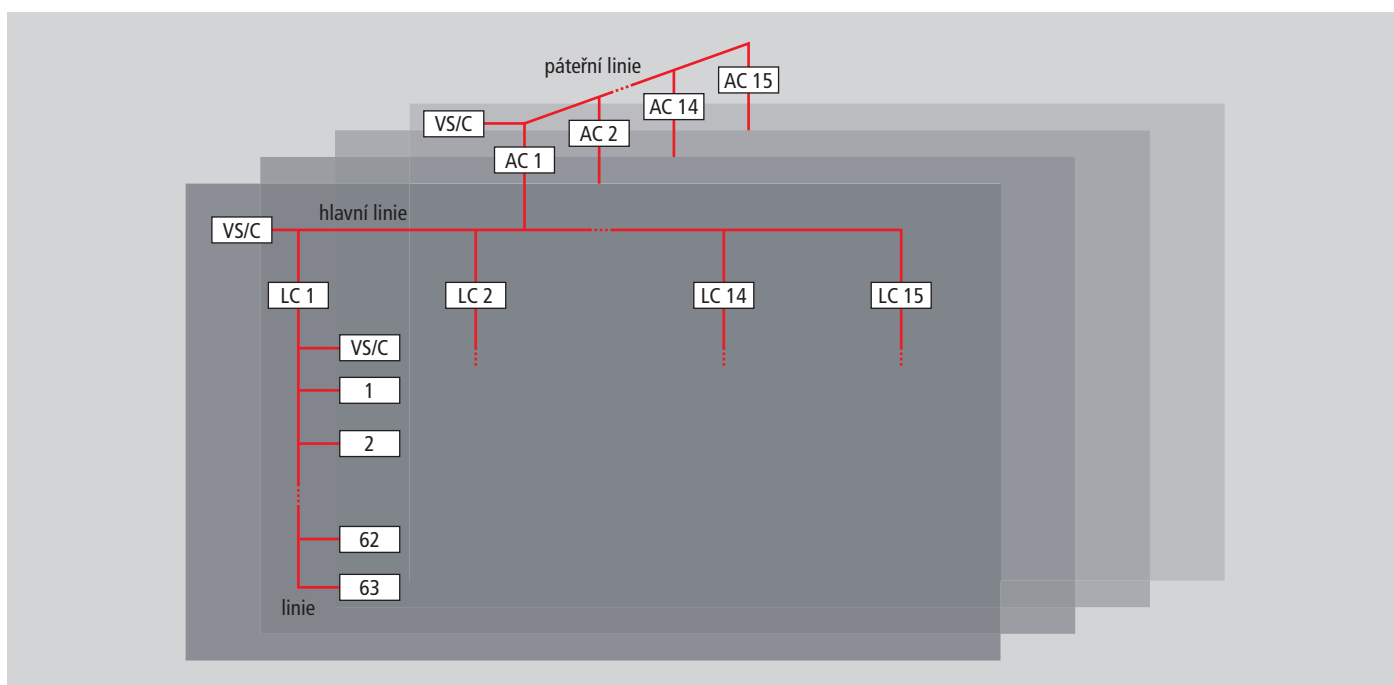 páteřní linie
AC 15
AC 14
VS/C
AC 2
AC 1
hlavní linie
VS/C
LC 1
LC 2
LC 14
LC 15
VS/C
1
2
62
63
linie